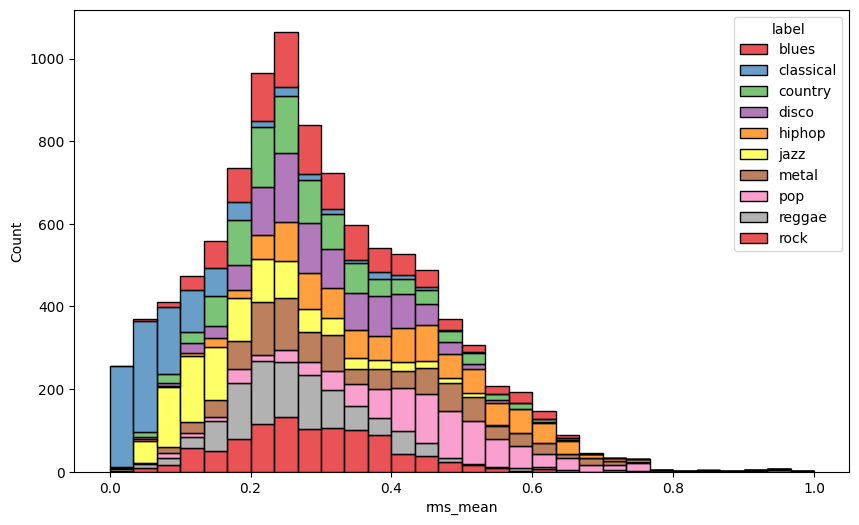 label
blues
classical
country
disco
hiphop
jazz
metal
pop
reggae
rock
Count
1000
800
600
400
200
0
0.0 0.2 0.4 0.6 0.8 1.0
rms_mean